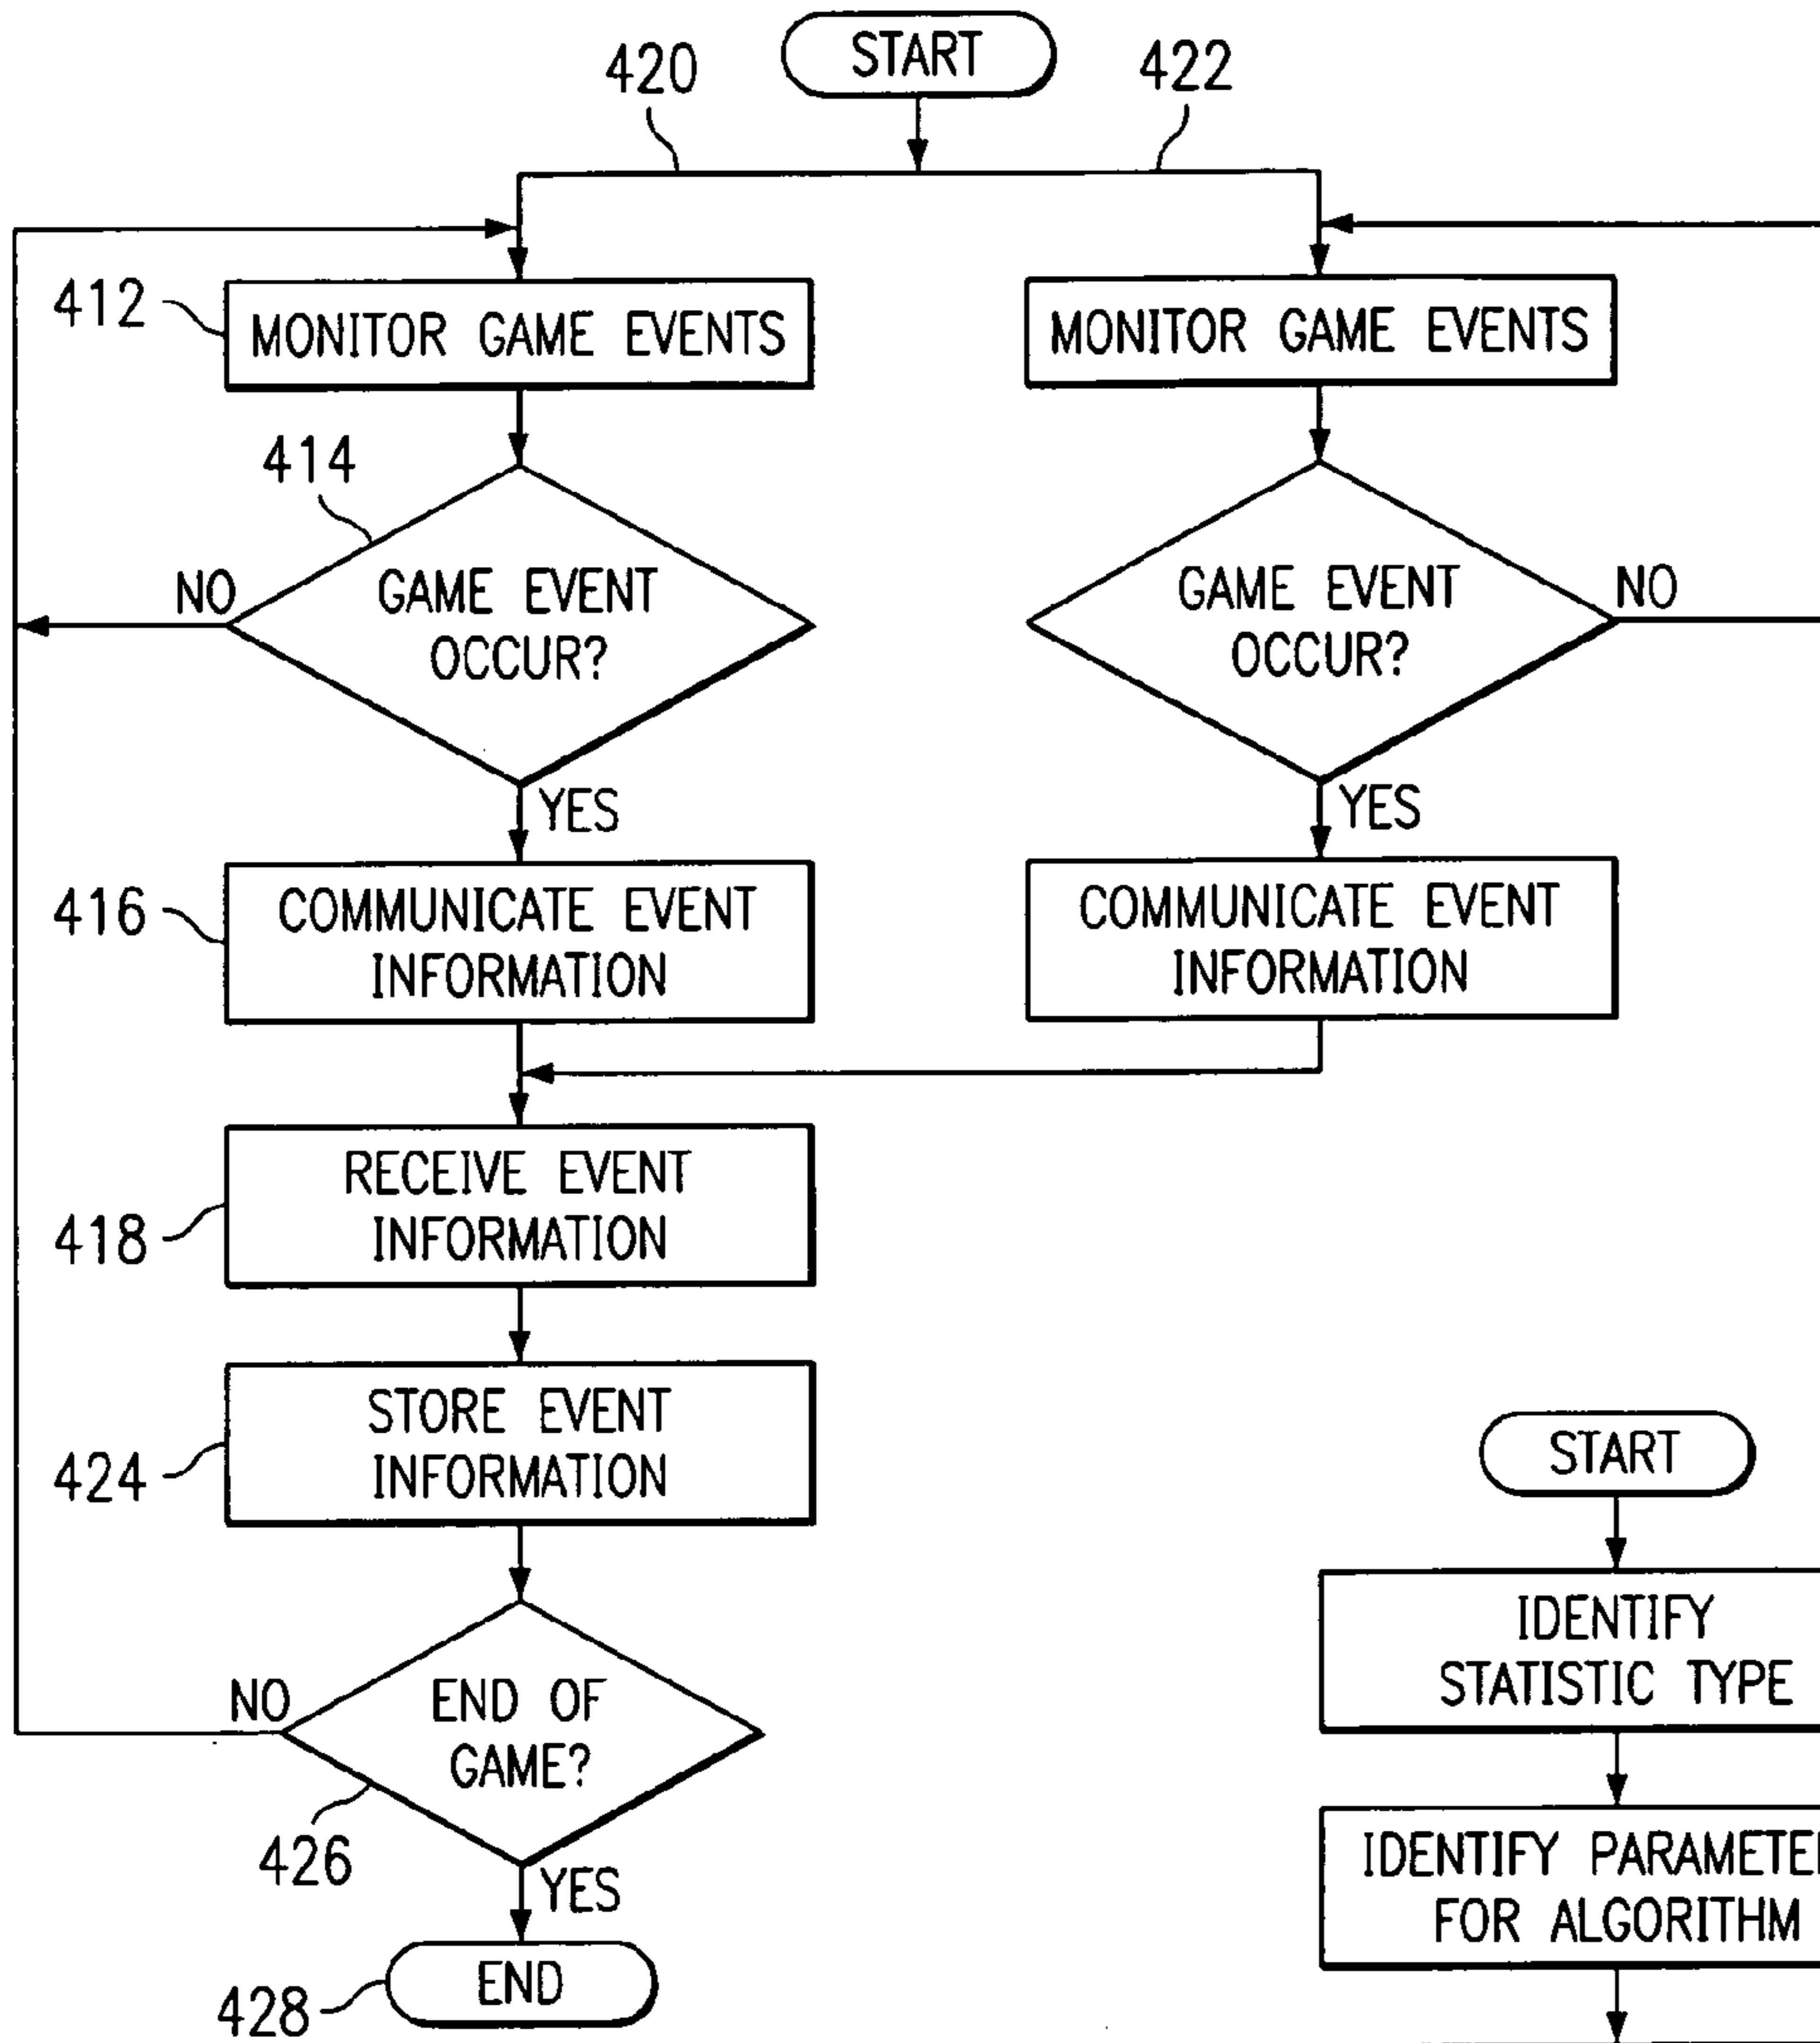 START
420
422
412
MONITOR GAME EVENTS
MONITOR GAME EVENTS
414
NO
GAME EVENT
OCCUR?
GAME EVENT
OCCUR?
NO
YES
YES
416
COMMUNICATE EVENT
INFORMATION
COMMUNICATE EVENT
INFORMATION
418
RECEIVE EVENT
INFORMATION
424
STORE EVENT
INFORMATION
NO
END OF
GAME?
426
YES
428
END
START
IDENTIFY
STATISTIC TYPE
IDENTIFY
FOR ALGORITHM